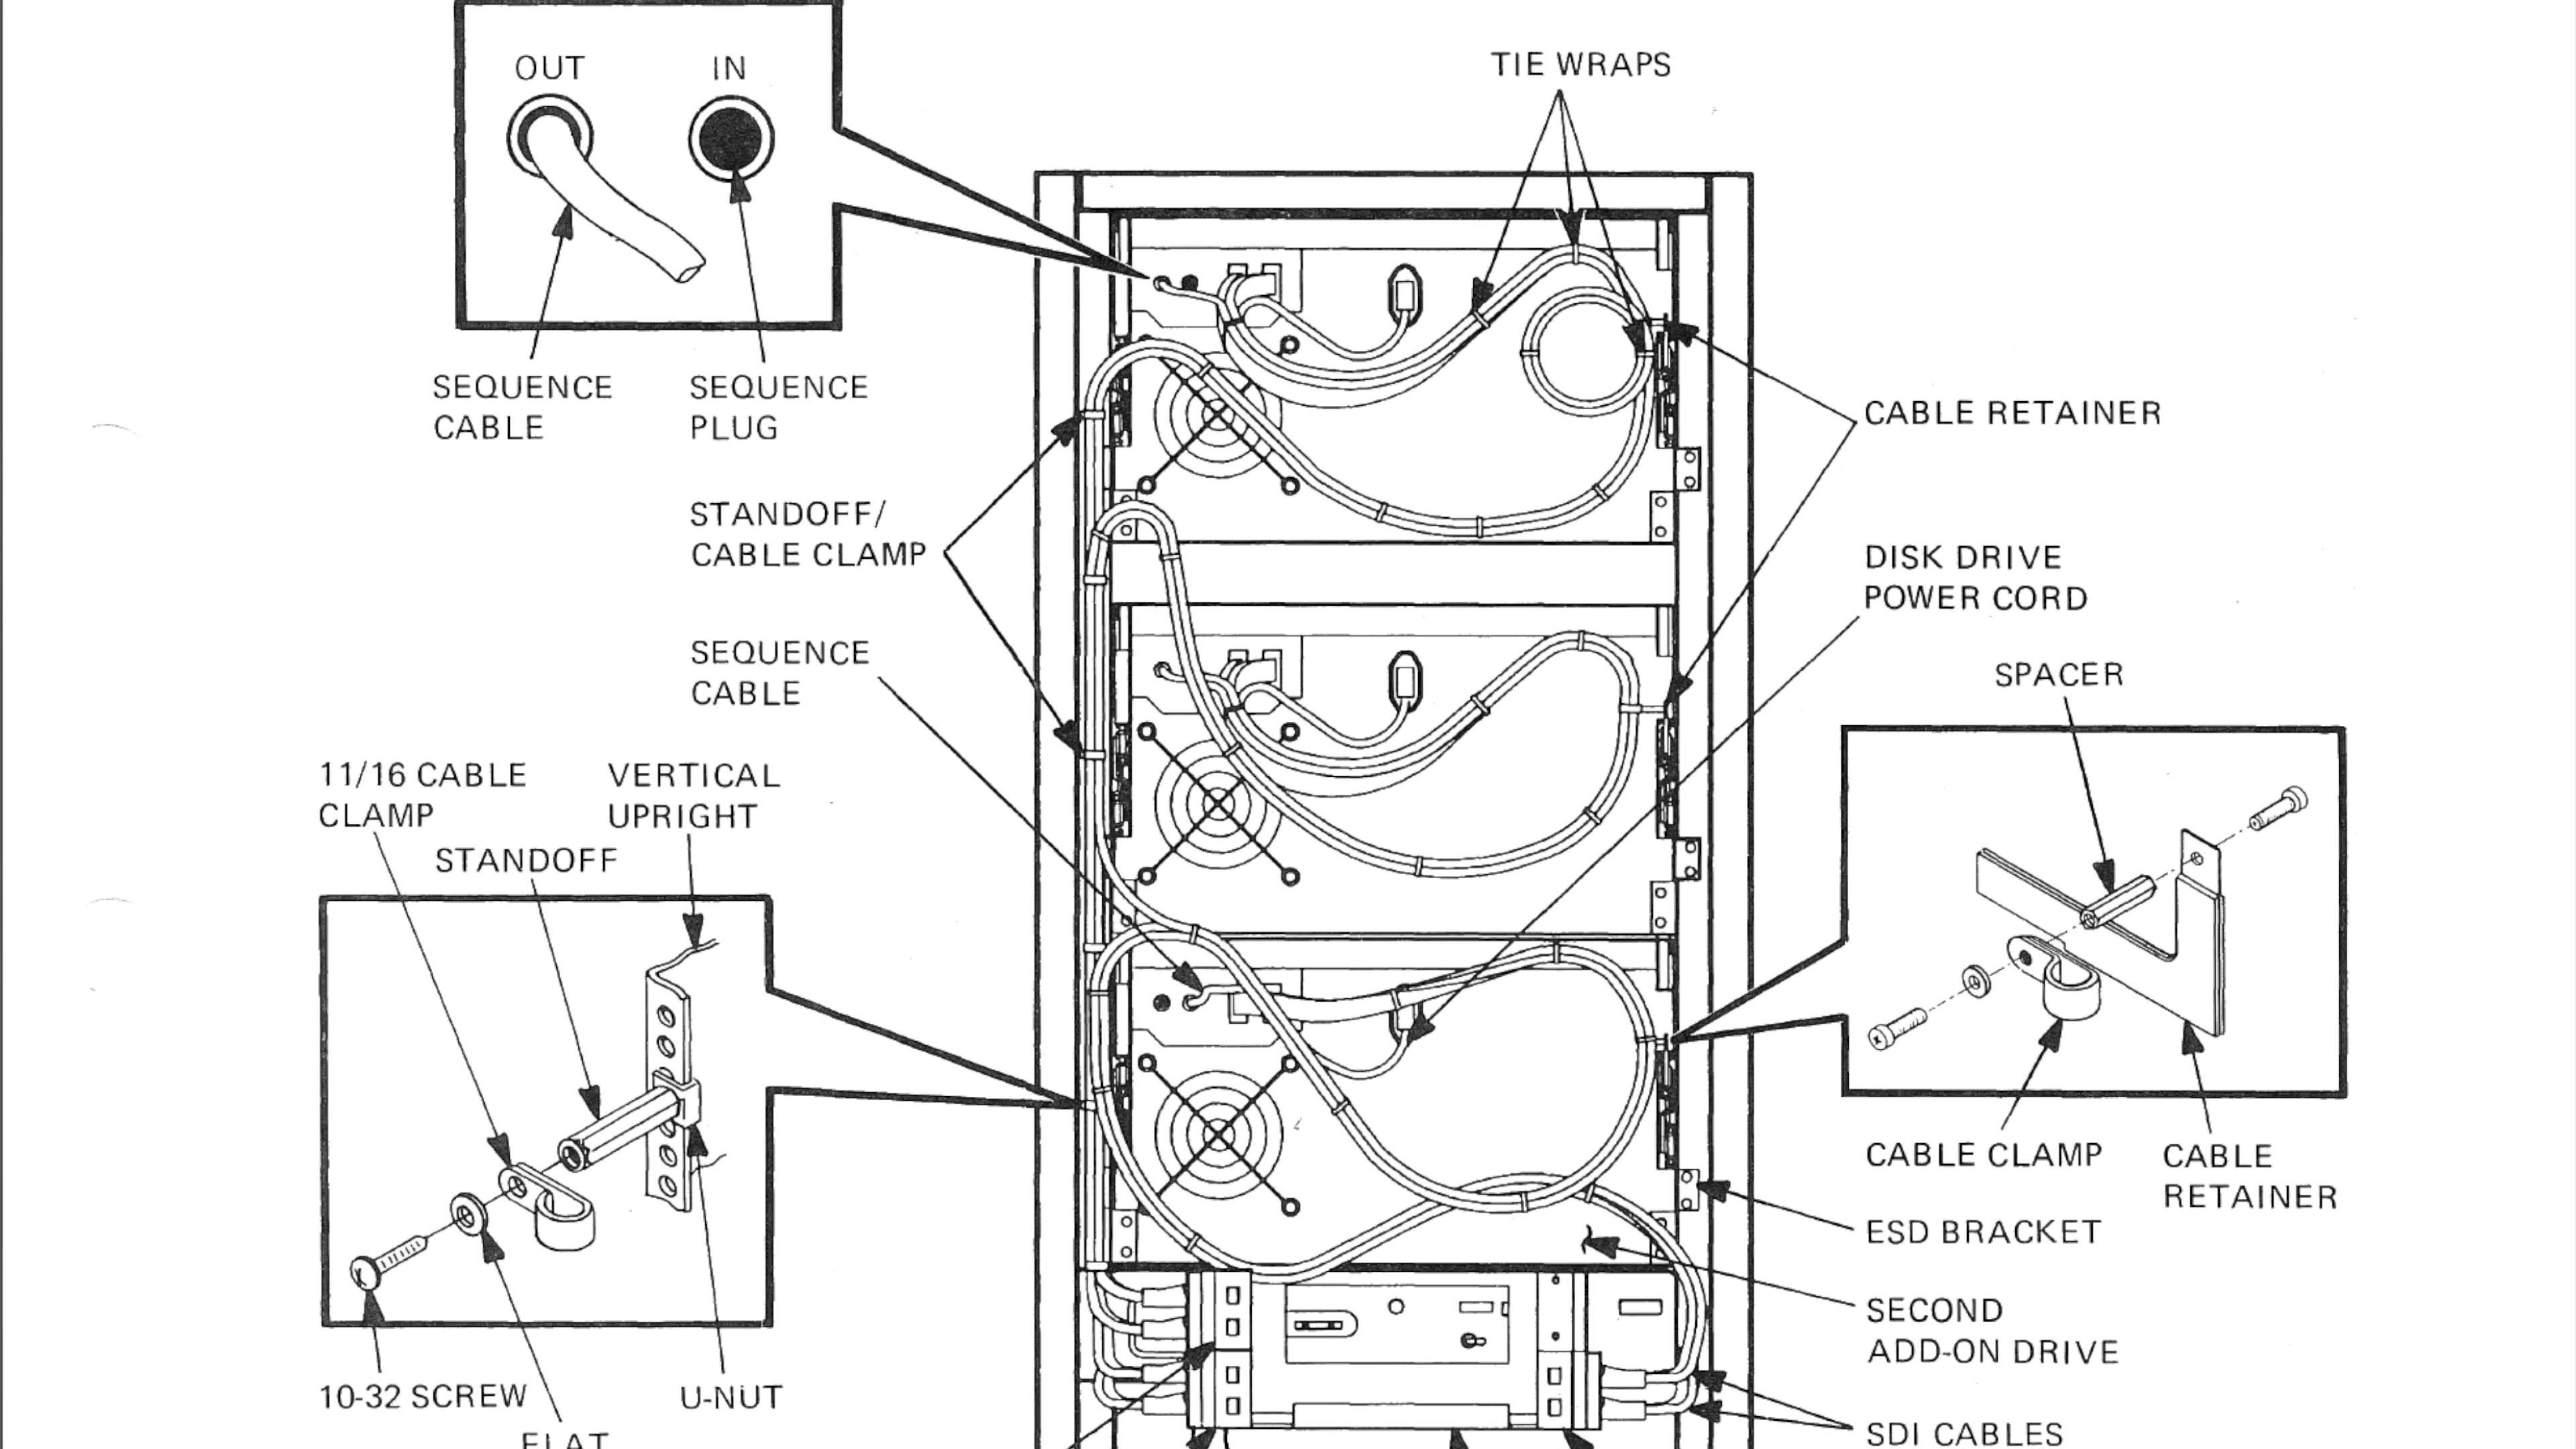 OUT
IN
TIE WRAPS
SEQUENCE
CABLE
SEQUENCE
PLUG
CABLE RETAINER
STANDOFF/
CABLE CLAMP
DISK DRIVE
POWER CORD
SEQUENCE
CABLE
SPACER
11/16 CABLE
CLAMP
VERTICAL
UPRIGHT
STANDOFF
CABLE CLAMP
CABLE
RETAINER
ESD BRACKET
SECOND
ADD-ON DRIVE
10-32 SCREW
U-NUT
SDI CABLES
FLAT